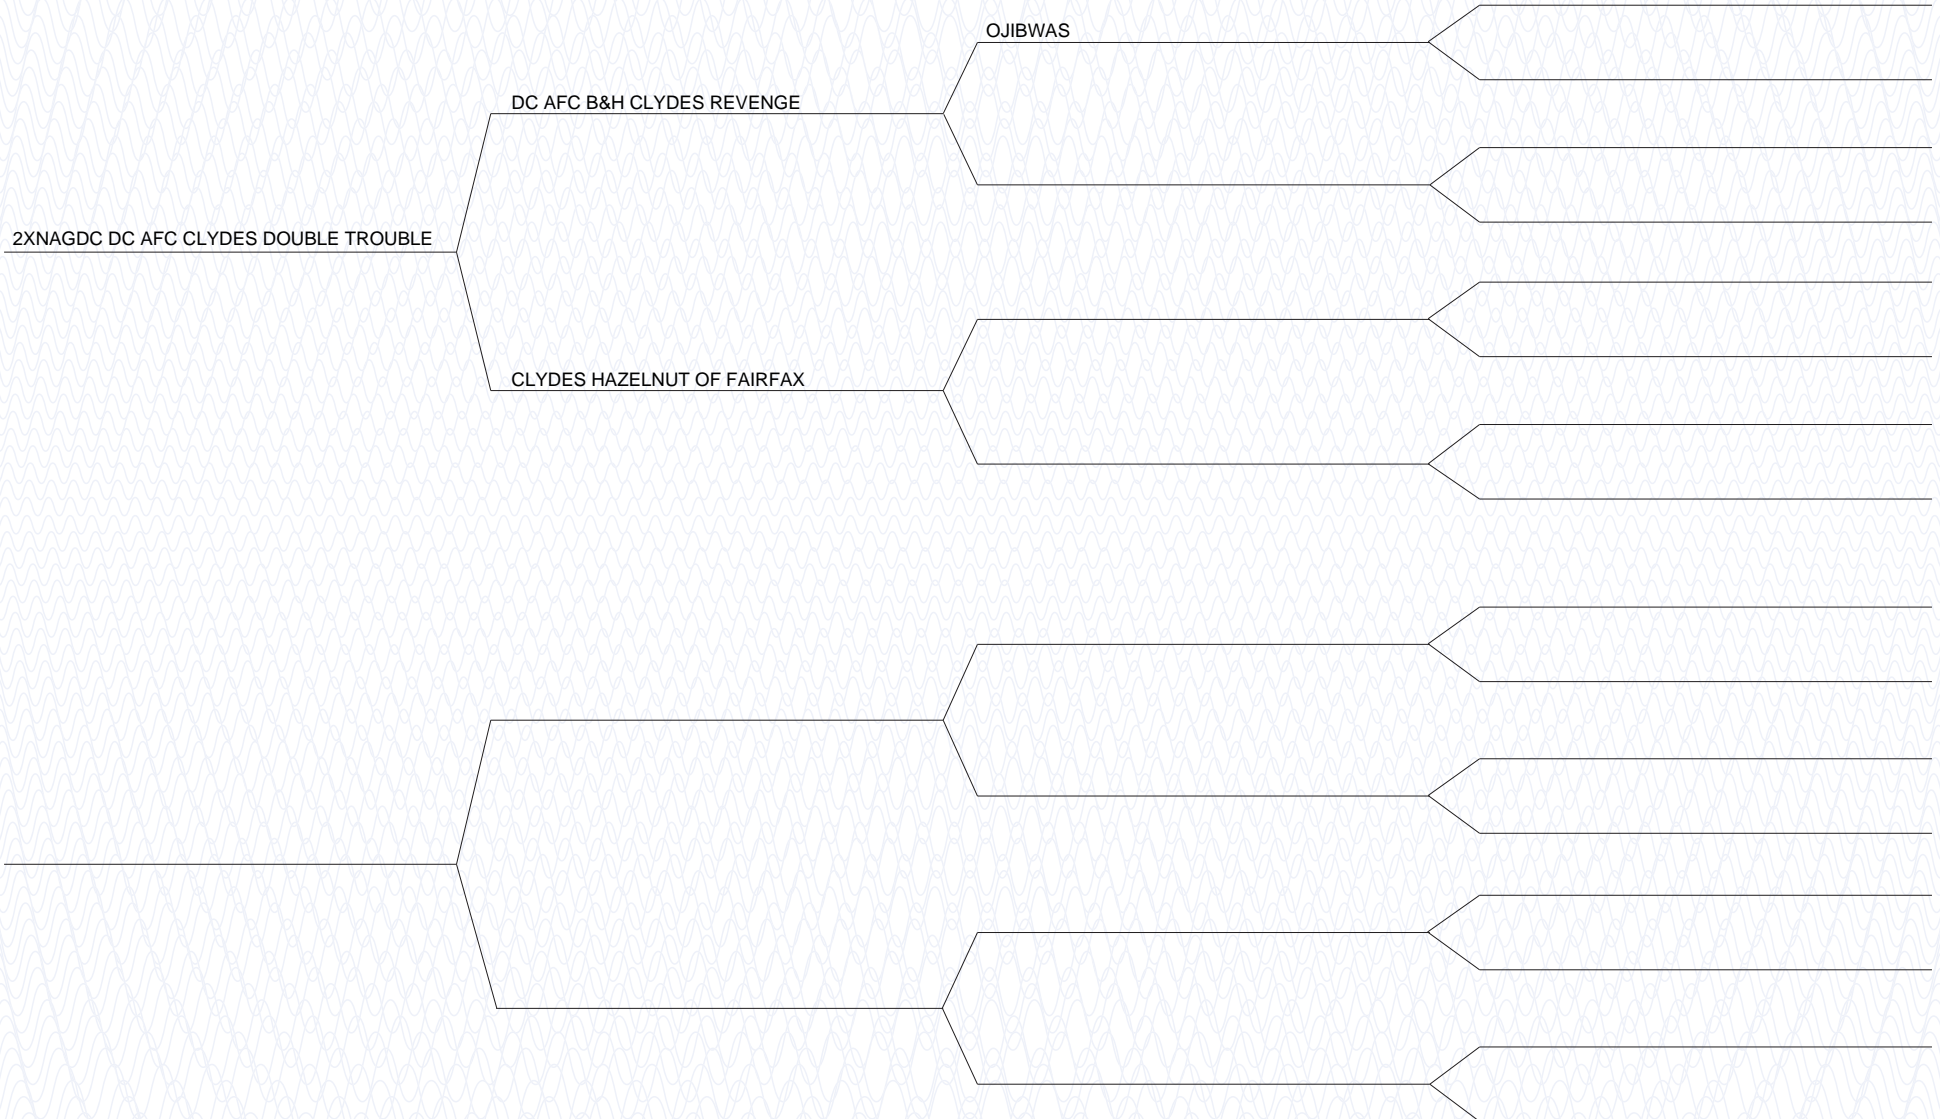 OJIBWAS
DC AFC B&H CLYDES REVENGE
2XNAGDC DC AFC CLYDES DOUBLE TROUBLE
CLYDES HAZELNUT OF FAIRFAX